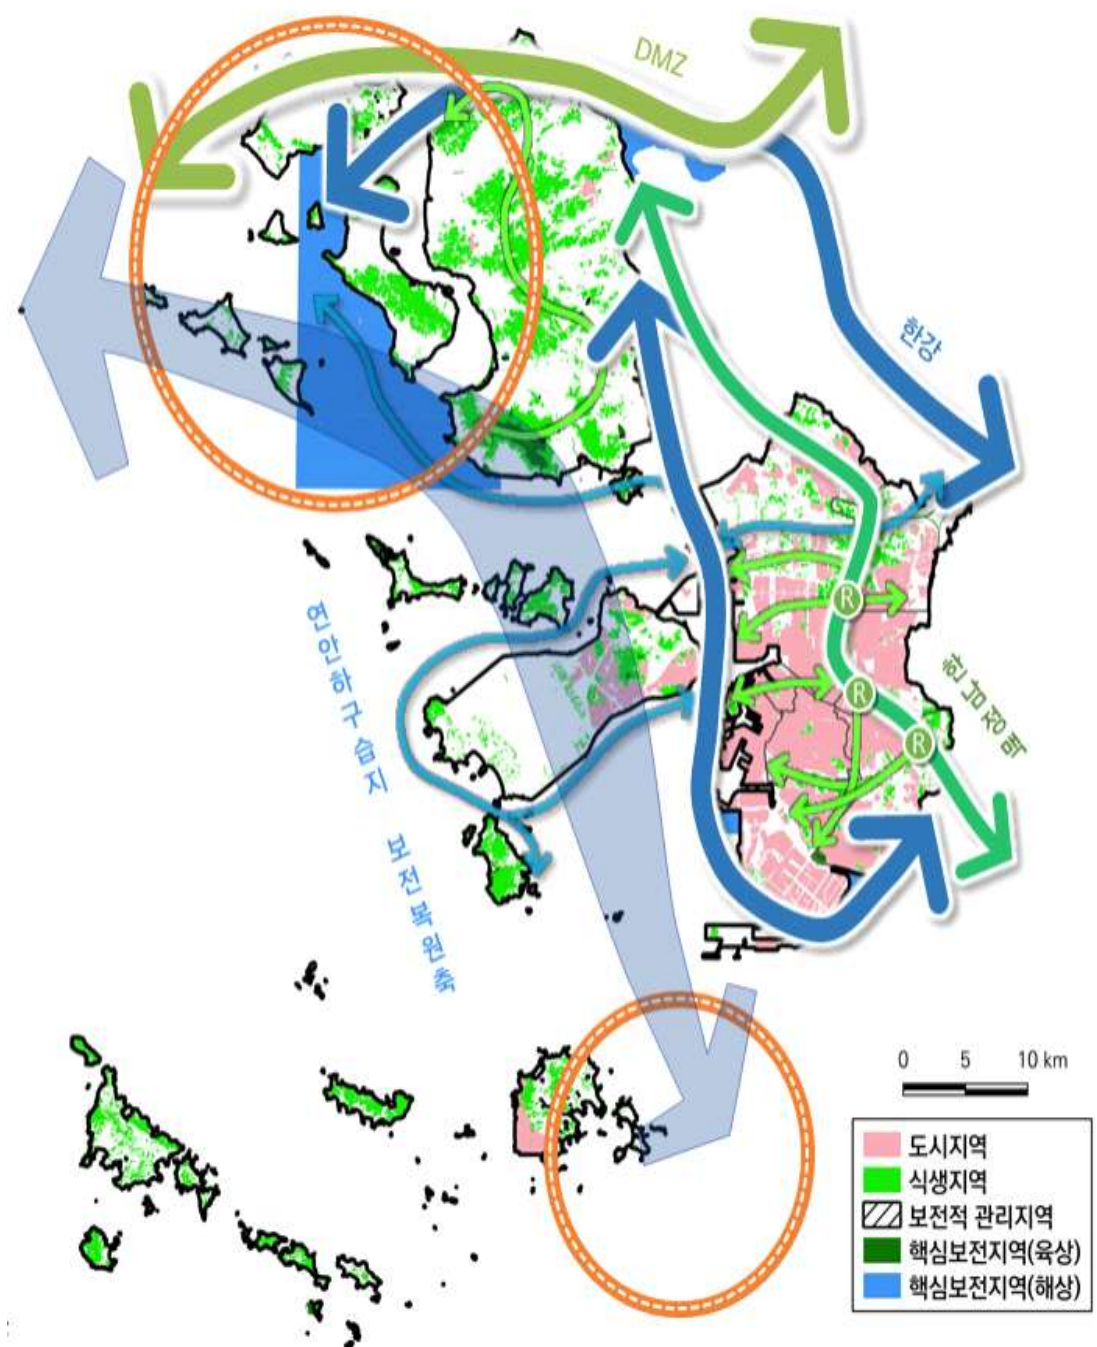 DMZ
한강
한남정맥
연안하구습지 보전복원축
R
R
R
0 5 10 km
도시지역
식생지역
보전적 관리지역
핵심보전지역(육상)
핵심보전지역(해상)